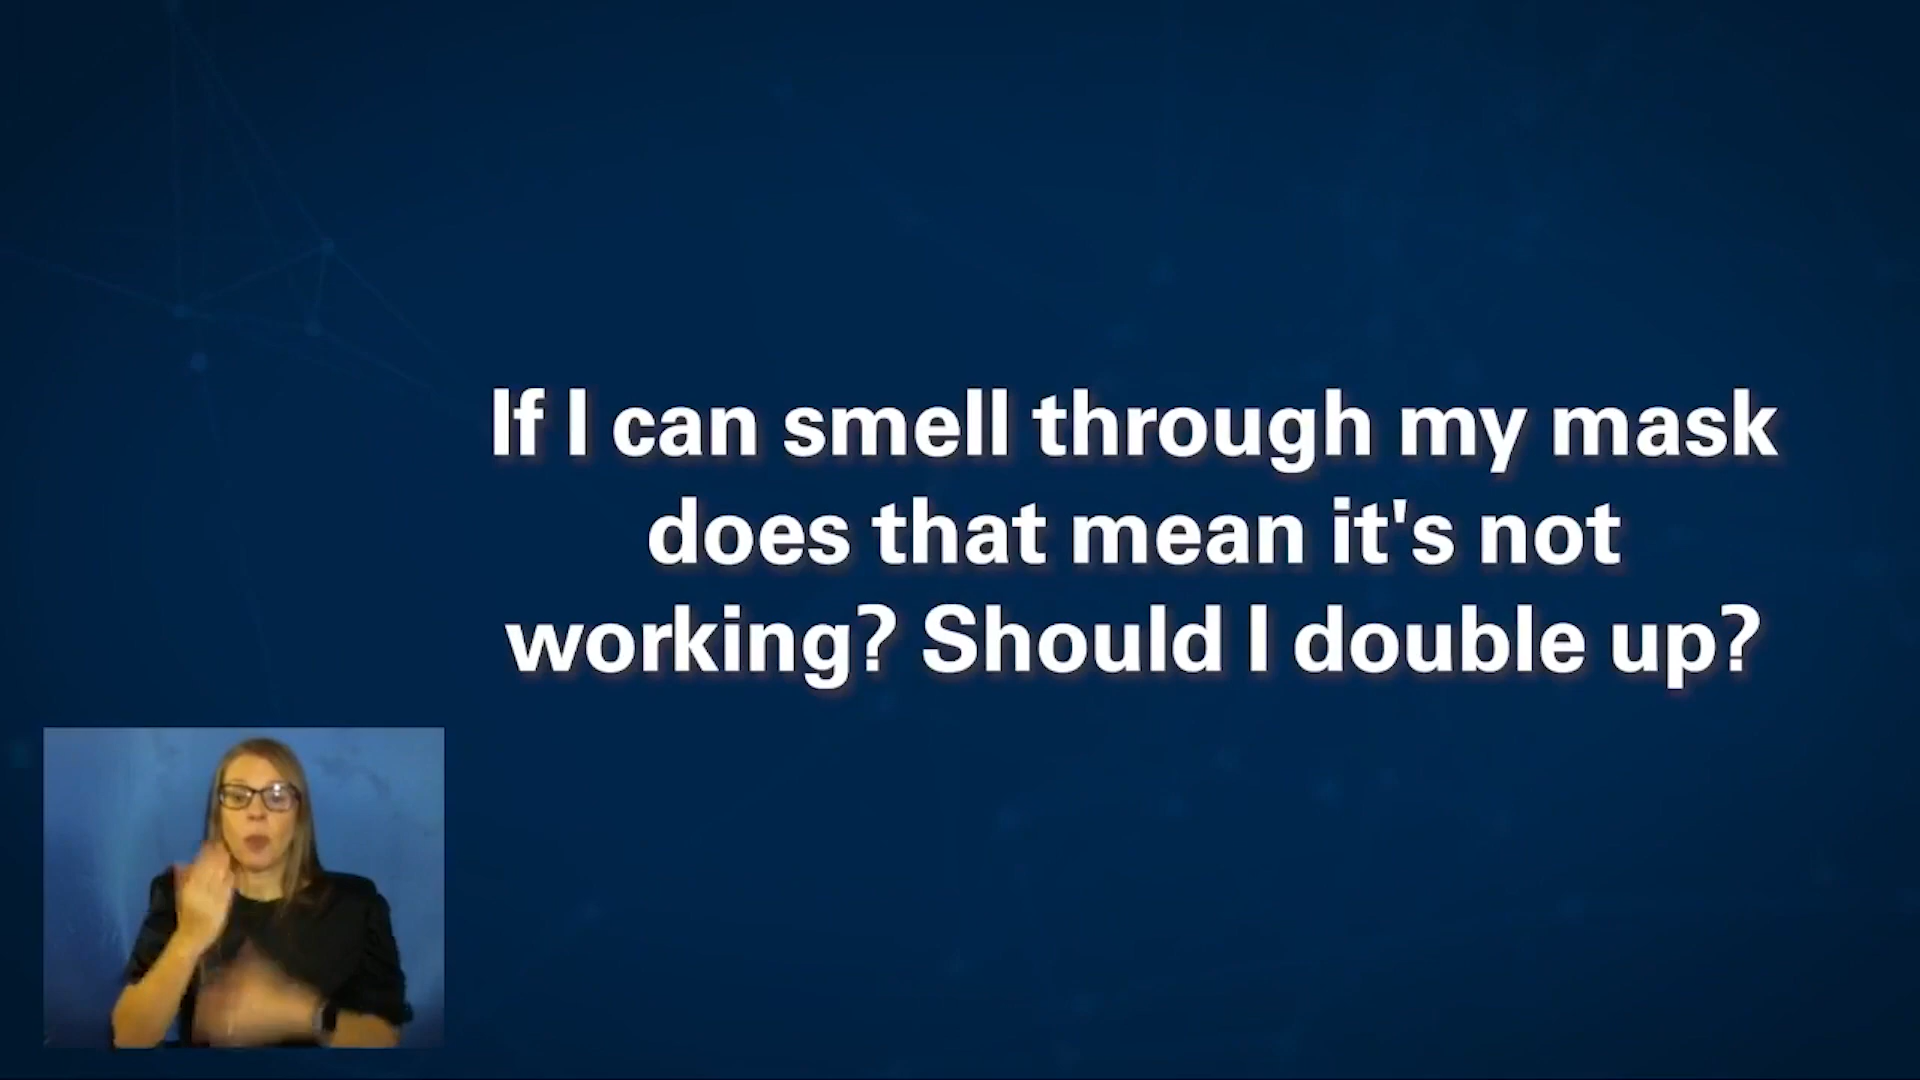 If I can smell through my mask
does that mean it's not
working? Should I double up?